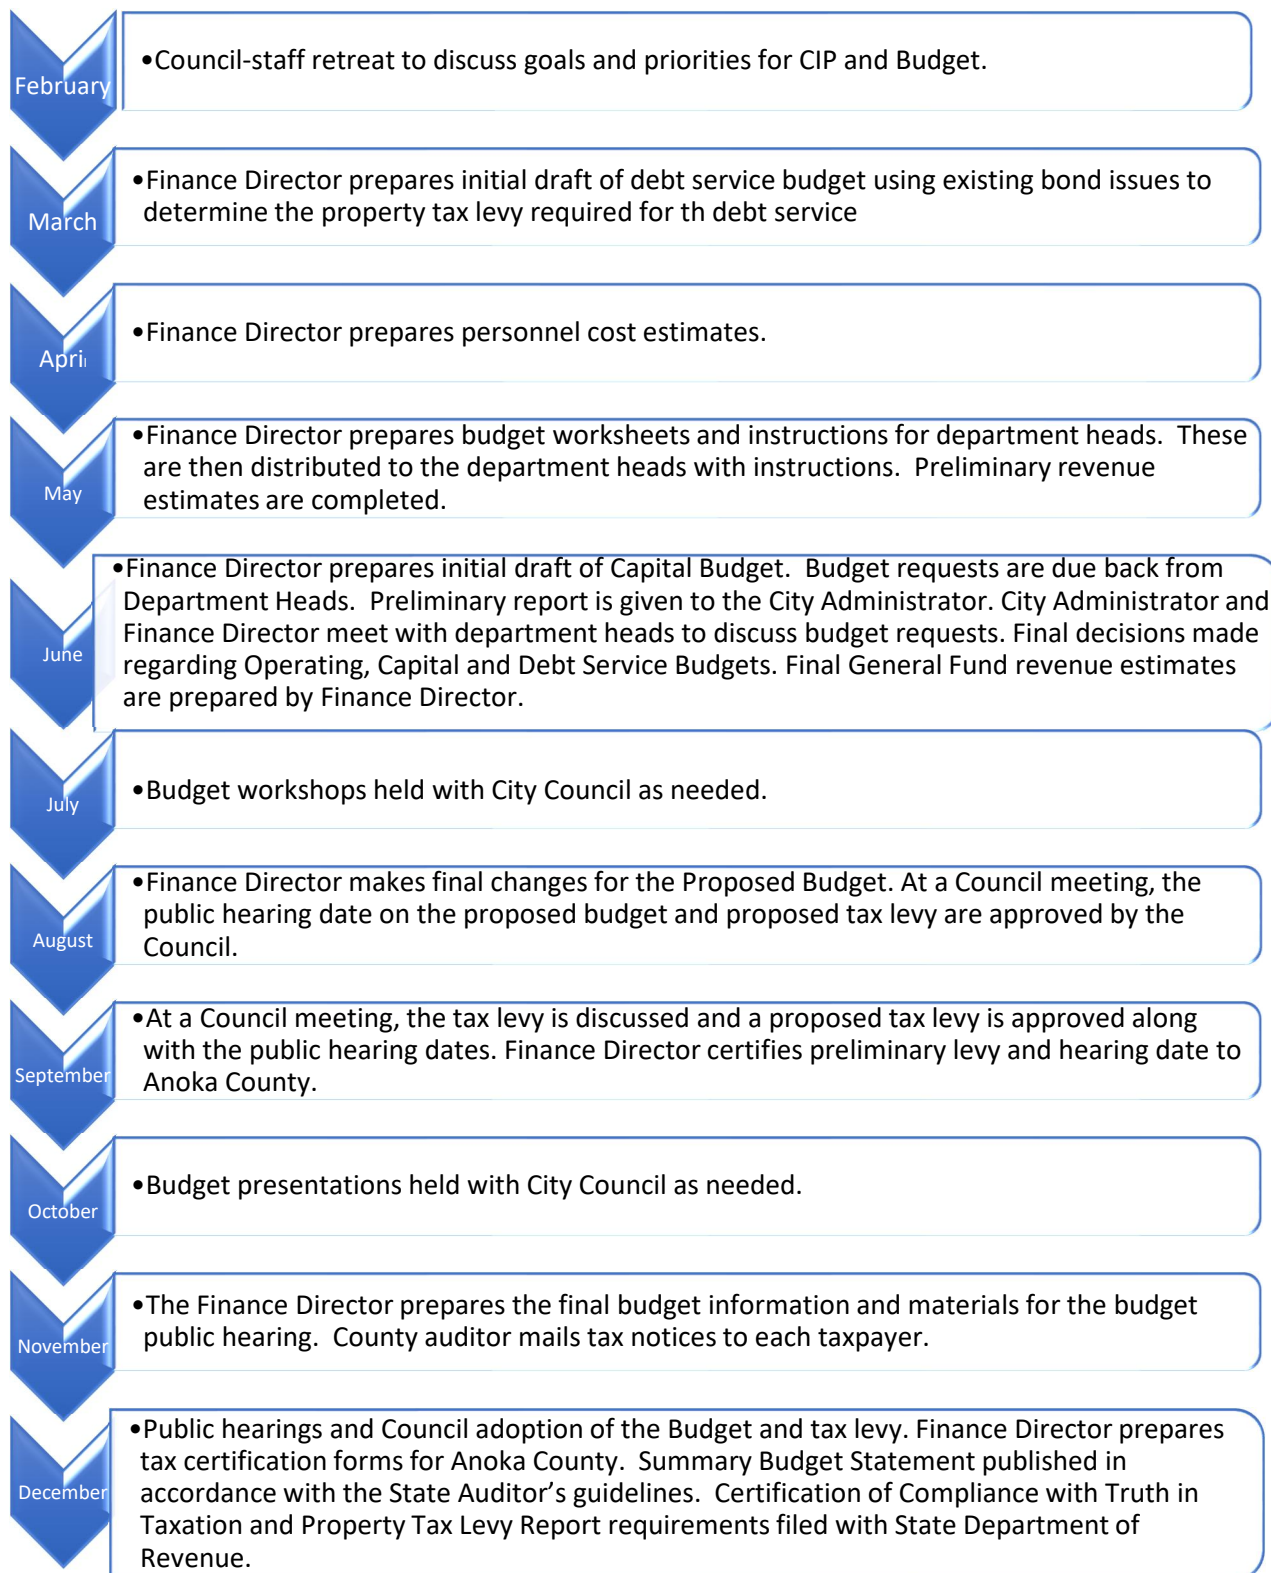 February
•Council-staff retreat to discuss goals and priorities for CIP and Budget.
March
•Finance Director prepares initial draft of debt service budget using existing bond issues to
determine the property tax levy required for th debt service
April
•Finance Director prepares personnel cost estimates.
May
•Finance Director prepares budget worksheets and instructions for department heads.  These
are then distributed to the department heads with instructions.  Preliminary revenue
estimates are completed.
June
•Finance Director prepares initial draft of Capital Budget.  Budget requests are due back from
Department Heads.  Preliminary report is given to the City Administrator. City Administrator and
Finance Director meet with department heads to discuss budget requests. Final decisions made
regarding Operating, Capital and Debt Service Budgets. Final General Fund revenue estimates
are prepared by Finance Director.
July
•Budget workshops held with City Council as needed.
August
•Finance Director makes final changes for the Proposed Budget. At a Council meeting, the
public hearing date on the proposed budget and proposed tax levy are approved by the
Council.
September
•At a Council meeting, the tax levy is discussed and a proposed tax levy is approved along
with the public hearing dates. Finance Director certifies preliminary levy and hearing date to
Anoka County.
October
•Budget presentations held with City Council as needed.
November
•The Finance Director prepares the final budget information and materials for the budget
public hearing.  County auditor mails tax notices to each taxpayer.
December
•Public hearings and Council adoption of the Budget and tax levy. Finance Director prepares
tax certification forms for Anoka County.  Summary Budget Statement published in
accordance with the State Auditor’s guidelines.  Certification of Compliance with Truth in
Taxation and Property Tax Levy Report requirements filed with State Department of
Revenue.